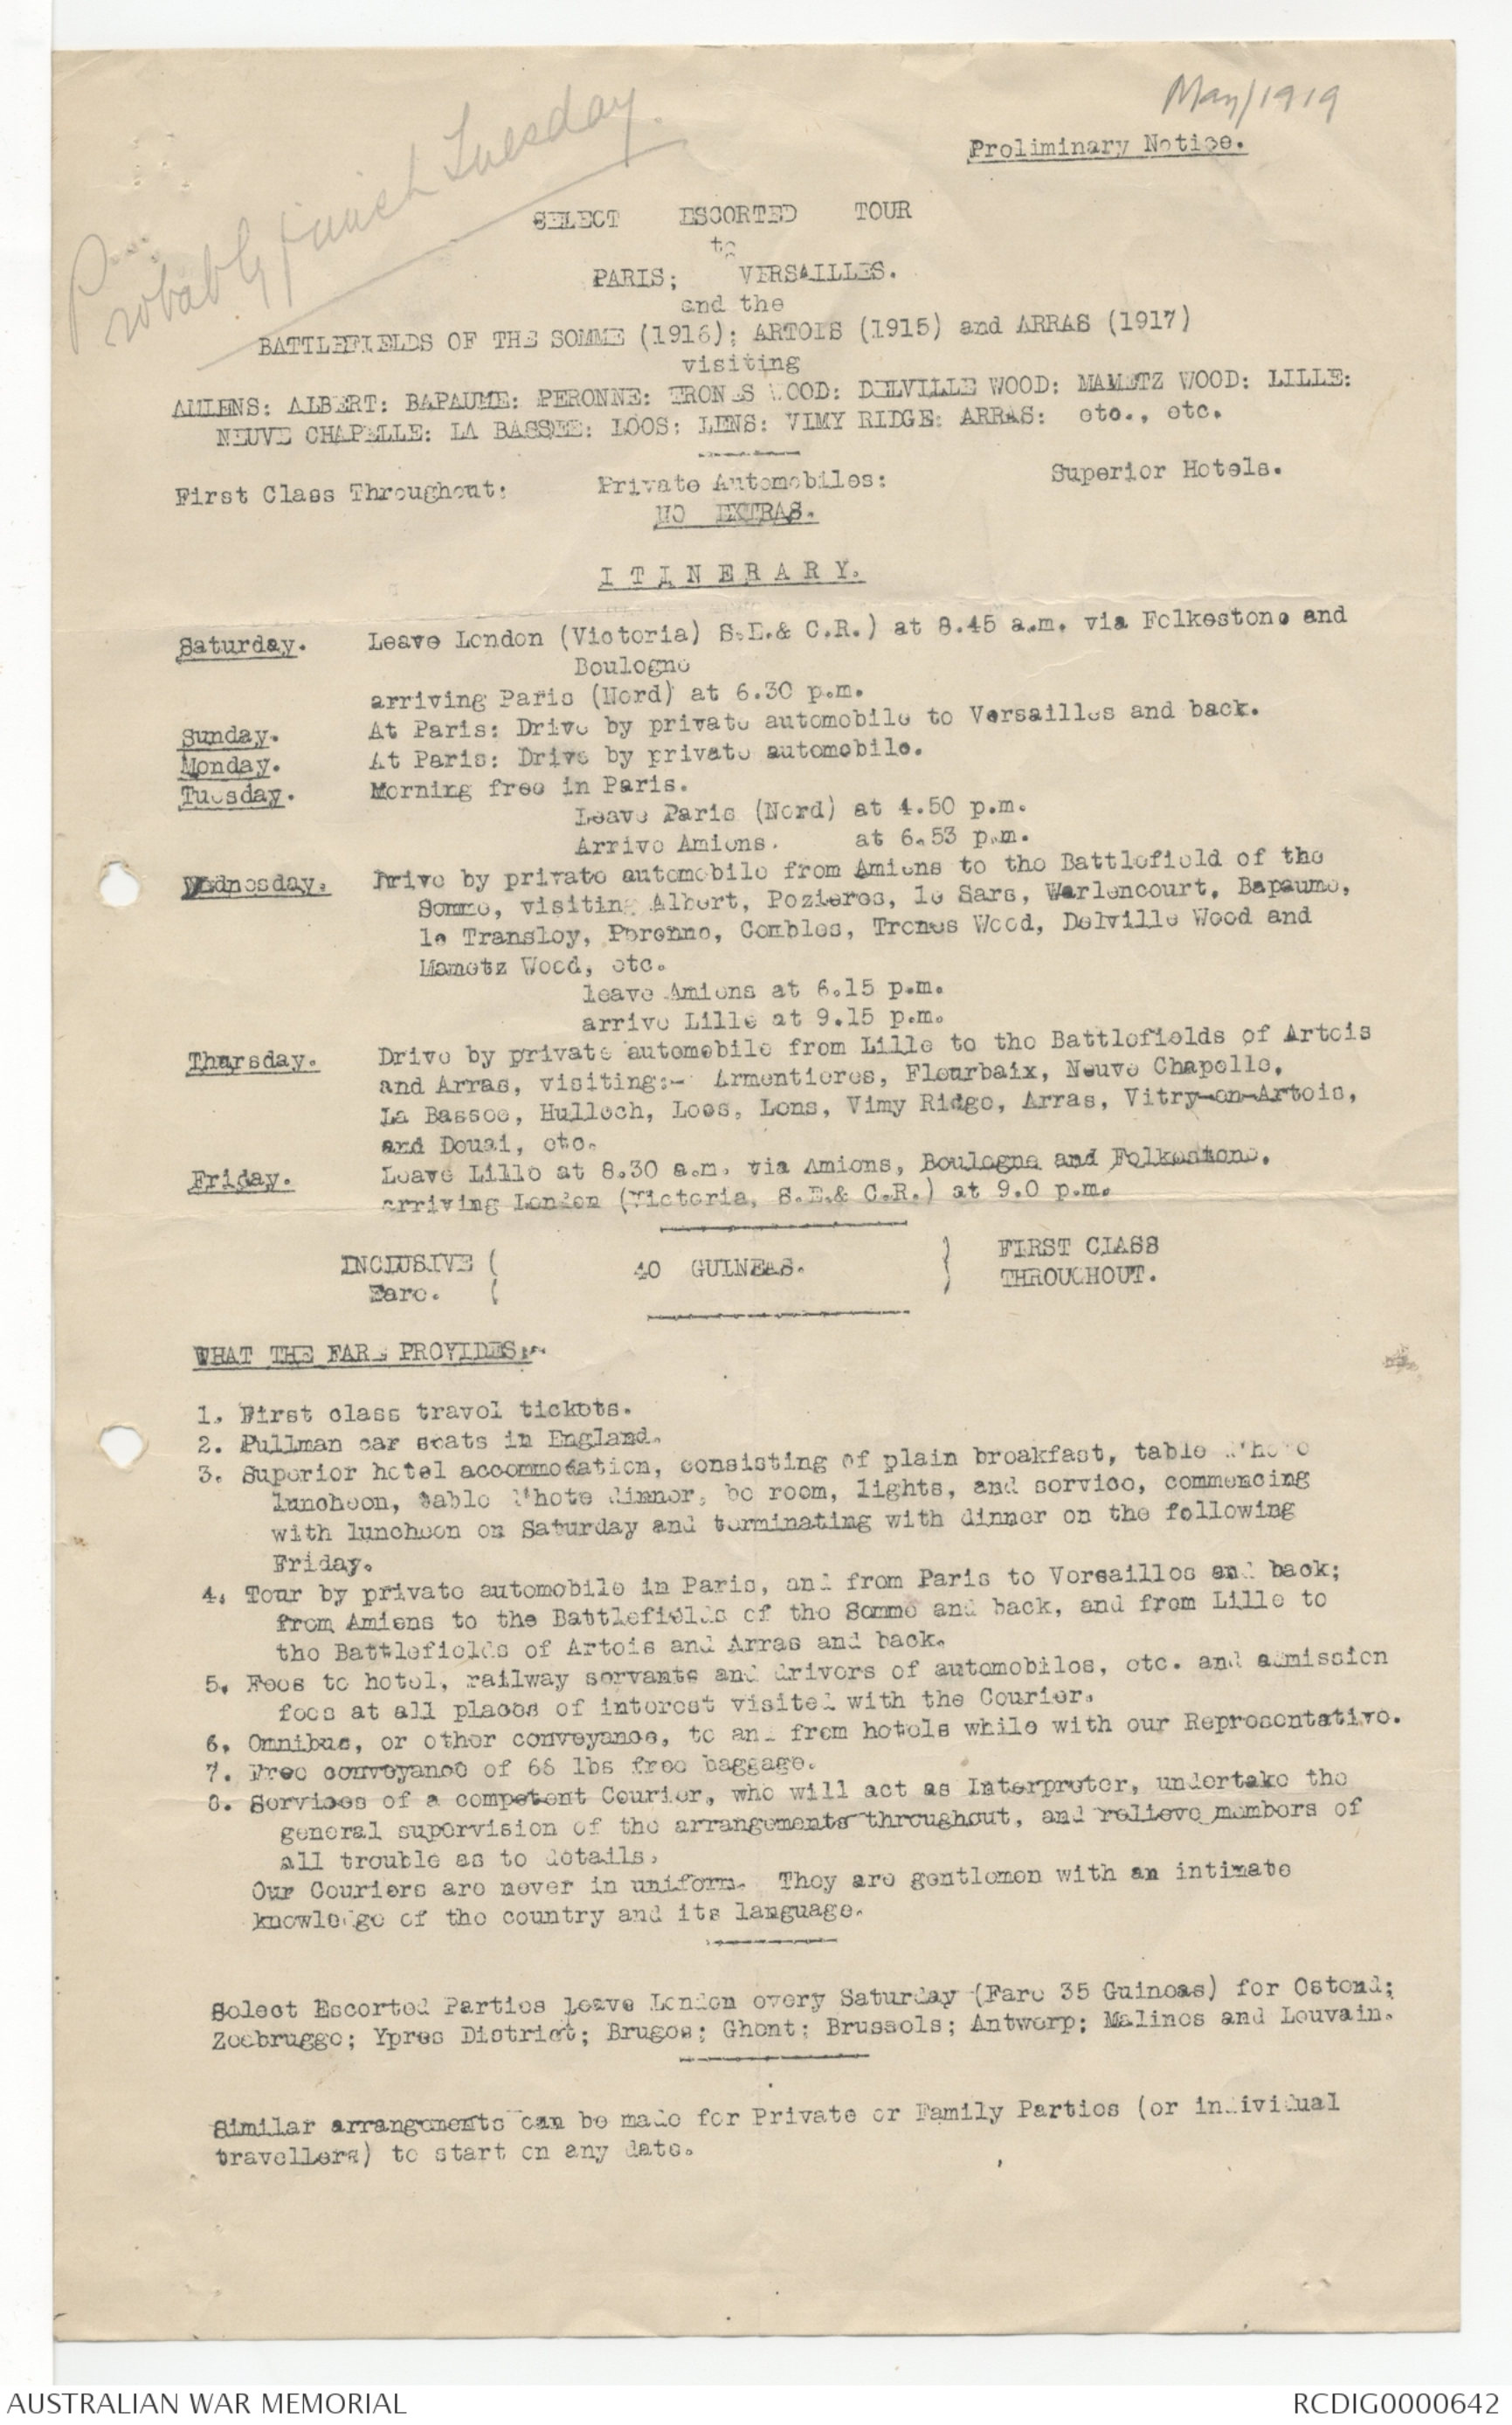 May/1919
Probably finish Tuesday.
Preliminary Notice.
SELECT ESCORTED TOUR
to
PARIS; VERSAILLES.
and the
BATTLEFIELDS OF THE SOMME (1916); ARTOIS (1915) and ARRAS (1917)
visiting
AMIENS: ALBERT: BAPAUME: PERONNE: TRONES WOOD: DELVILLE WOOD: MAMETZ WOOD: LILLE:
NEUVE CHAPELLE: LA BASSEE: LOOS: LENS: VIMY RIDGE: ARRAS: etc., etc.
First Class Throughout: Private Automobiles: Superior Hotels.
NO EXTRAS.
ITINERARY.
Saturday. Leave London (Victoria) S.E.& C.R.) at 8.45 a.m. via Folkestone and
Boulogne
arriving Paris (Nord) at 6.30 p.m.
Sunday. At Paris: Drive by private automobile to Versailles and back.
Monday. At Paris: Drive by private automobile.
Tuesday. Morning free in Paris.
Leave Paris (Nord) at 4.50 p.m.
Arrive Amiens. at 6.53 p.m.
Wednesday. Drive by private automobile from Amiens to the Battlefield of the
Somme, visiting Albert, Pozieres, le Sars, Warlencourt, Bapaume,
le Transloy, Peronne, Combles, Trones Wood, Delville Wood and
Mametz Wood, etc.
leave Amiens at 6.15 p.m.
arrive Lille at 9.15 p.m.
Thursday. Drive by private automobile from Lille to the Battlefields of Artois
and Arras, visiting:- Armentieres, Fleurbaix, Neuve Chapelle,
La Bassee, Hulloch, Loos, Lens, Vimy Ridge, Arras, Vitry-en-Artois,
and Douai, etc.
Friday. Leave Lille at 8.30 a.m. via Amiens, Boulogne and Folkestone.
arriving London (Victoria, S.E.& C.R.) at 9.0 p.m.
INCLUSIVE ( 40 GUINEAS. ) FIRST CLASS
Fare. ( ) THROUGHOUT.
WHAT THE FARE PROVIDES:-
1. First class travel tickets.
2. Pullman car seats in England.
3. Superior hotel accommodation, consisting of plain breakfast, table d'hote
luncheon, table d'hote dinner, be room, lights, and service, commencing
with luncheon on Saturday and terminating with dinner on the following
Friday.
4. Tour by private automobile in Paris, and from Paris to Versailles and back;
from Amiens to the Battlefields of the Somme and back, and from Lille to
the Battlefields of Artois and Arras and back.
5. Fees to hotel, railway servants and drivers of automobiles, etc. and admission
fees at all places of interest visited with the Courier.
6. Omnibus, or other conveyance, to and from hotels while with our Representative.
7. Free conveyance of 66 lbs free baggage.
8. Services of a competent Courier, who will act as Interpreter, undertake the
general supervision of the arrangements throughout, and relieve members of
all trouble as to details.
Our Couriers are never in uniform. They are gentlemen with an intimate
knowledge of the country and its language.
Select Escorted Parties leave London every Saturday (Fare 35 Guineas) for Ostend;
Zeebrugge; Ypres District; Bruges; Ghent; Brussels; Antwerp; Malines and Louvain.
Similar arrangements can be made for Private or Family Parties (or individual
travellers) to start on any date.
AUSTRALIAN WAR MEMORIAL
RCDIG0000642